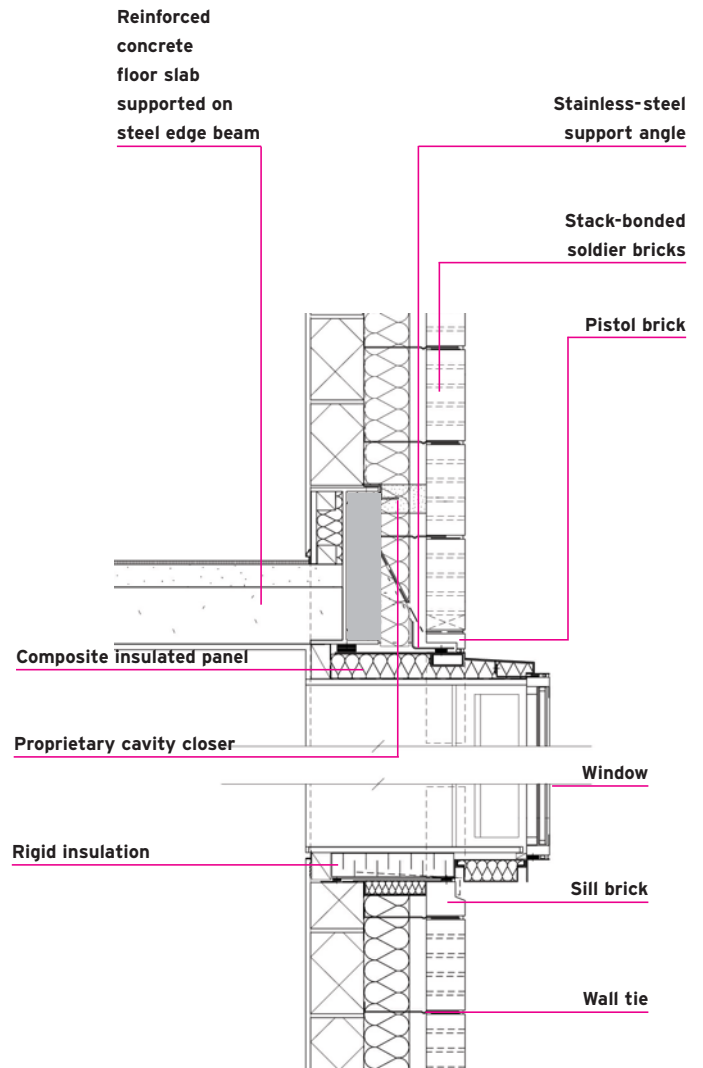 Reinforced
concrete
floor slab
supported on
steel edge beam
Stainless-steel
support angle
Stack-bonded
soldier bricks
Pistol brick
Composite insulated panel
Proprietary cavity closer
Window
Rigid insulation
Sill brick
Wall tie